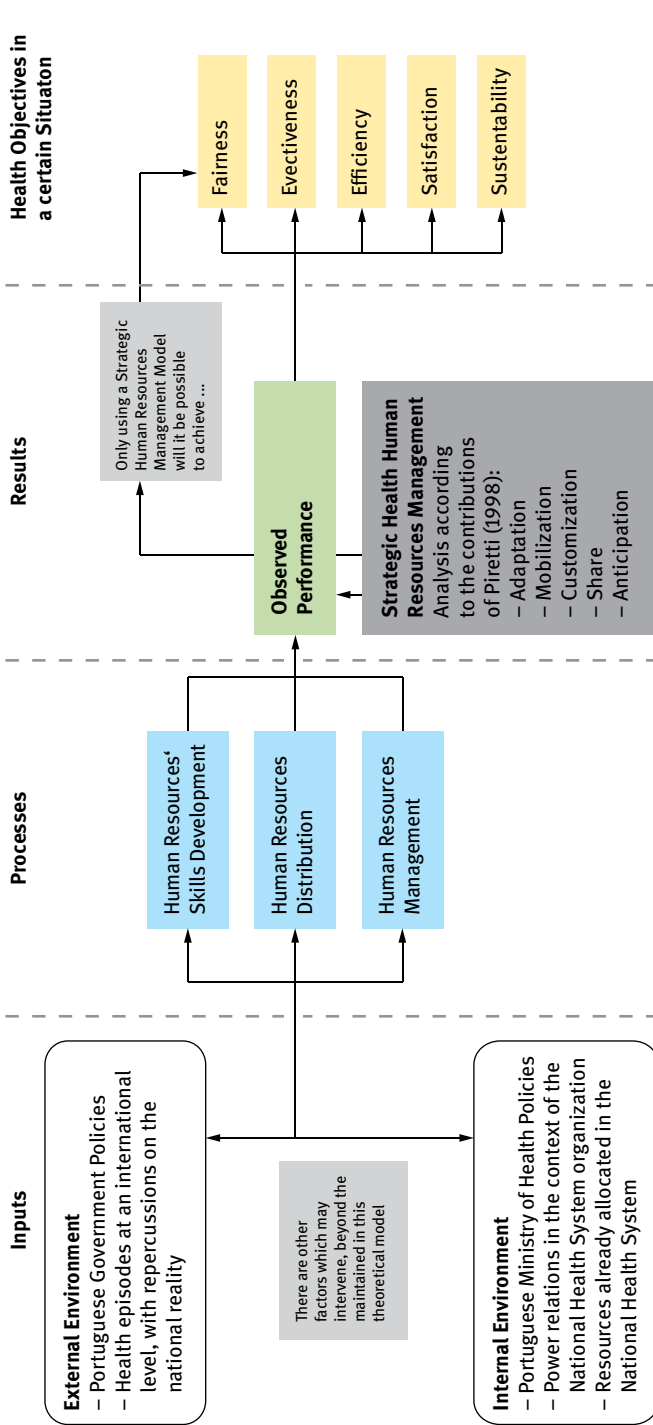 Inputs
Processes
Results
Health Objectives in
a certain Situaton
External Environment
– Portuguese Government Policies
– Health episodes at an international
level, with repercussions on the
national reality
There are other
factors which may
intervene, beyond the
maintained in this
theoretical model
Internal Environment
– Portuguese Ministry of Health Policies
– Power relations in the context of the
National Health System organization
– Resources already allocated in the
National Health System
Human Resources‘
Skills Development
Human Resources
Distribution
Human Resources
Management
Only using a Strategic
Human Resources
Management Model
will it be possible
to achieve ...
Observed
Performance
Strategic Health Human
Resources Management
Analysis according
to the contributions
of Piretti (1998):
– Adaptation
– Mobilization
– Customization
– Share
– Anticipation
Fairness
Evectiveness
Efficiency
Satisfaction
Sustentability